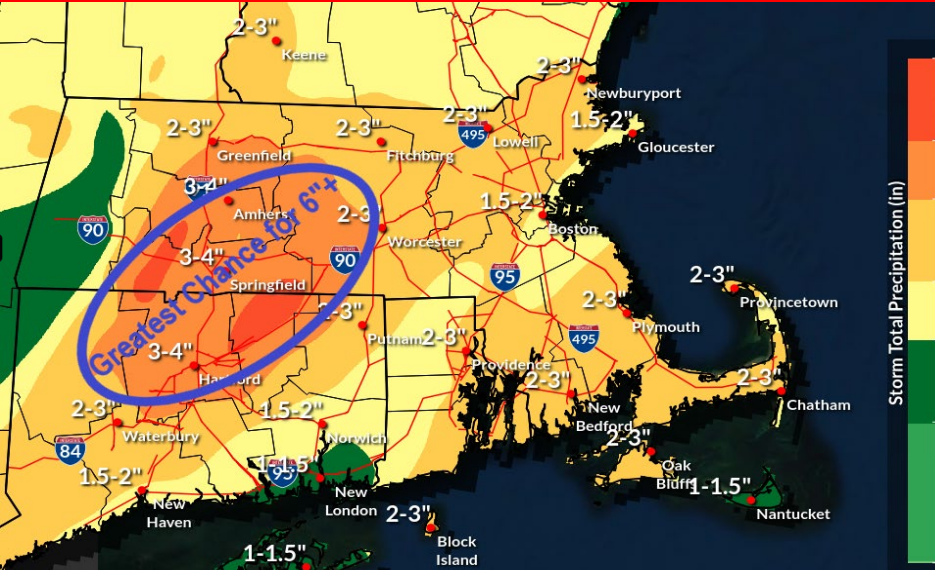 2-3"
Keene
2-3"
Newburyport
2-3"
495
Lowell
1.5-2"
Gloucester
2-3"
Greenfield
2-3"
Fitchburg
3-4"
Amherst
Greatest Chance for 6"+
2-3"
Worcester
1.5-2"
Boston
90
3-4"
Springfield
90
95
2-3"
Provincetown
2-3"
Plymouth
2-3"
Putnam
2-3"
Providence
495
3-4"
Hartford
2-3"
New
Bedford
2-3"
Chatham
2-3"
Waterbury
1.5-2"
Norwich
84
2-3"
Oak
Bluffs
1.5-2"
New
Haven
95
New
London
1-1.5"
Nantucket
2-3"
Block
Island
1-1.5"
Storm Total Precipitation (in)